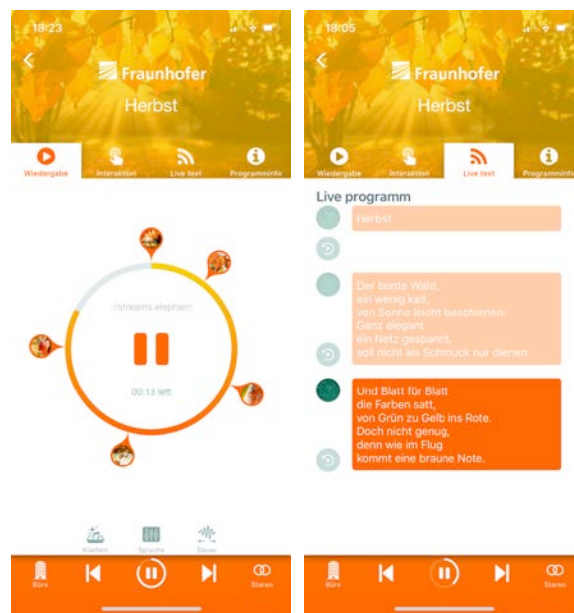 18:23
Fraunhofer
Herbst
Wiedergabe
Interaktion
Live text
Programminfo
//streams.elephan
00:13 left
Klarheit
Sprache
Dauer
Büro
Stereo
18:05
Fraunhofer
Herbst
Wiedergabe
Interaktion
Live text
Programminfo
Live programm
Herbst
Der bunte Wald,
ein wenig kalt,
von Sonne leicht beschienen:
Ganz elegant
ein Netz gespannt,
soll nicht als Schmuck nur dienen.
Und Blatt für Blatt
die Farben satt,
von Grün zu Gelb ins Rote.
Doch nicht genug,
denn wie im Flug
kommt eine braune Note.
Büro
Stereo